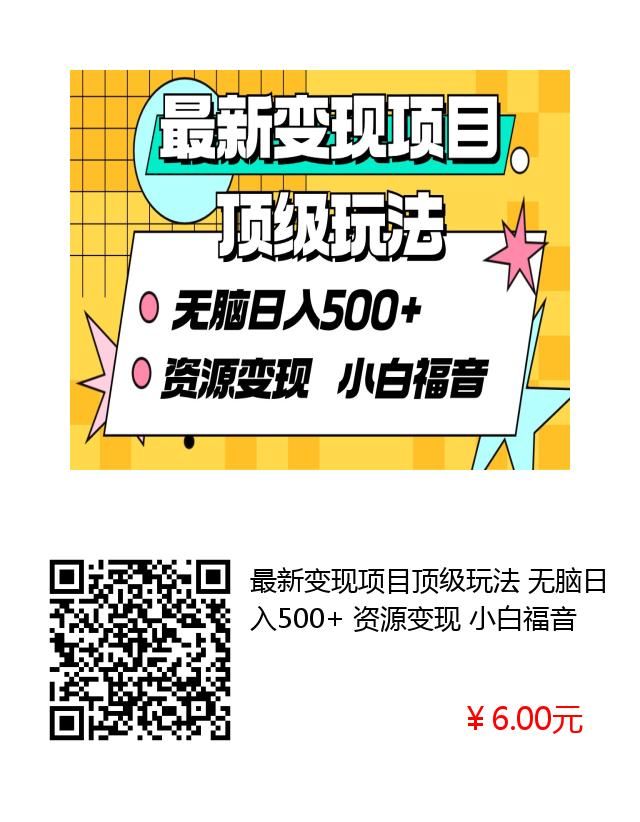 最新变现项目
顶级玩法
无脑日入500+
资源变现 小白福音
最新变现项目顶级玩法 无脑日
入500+ 资源变现 小白福音
¥6.00元